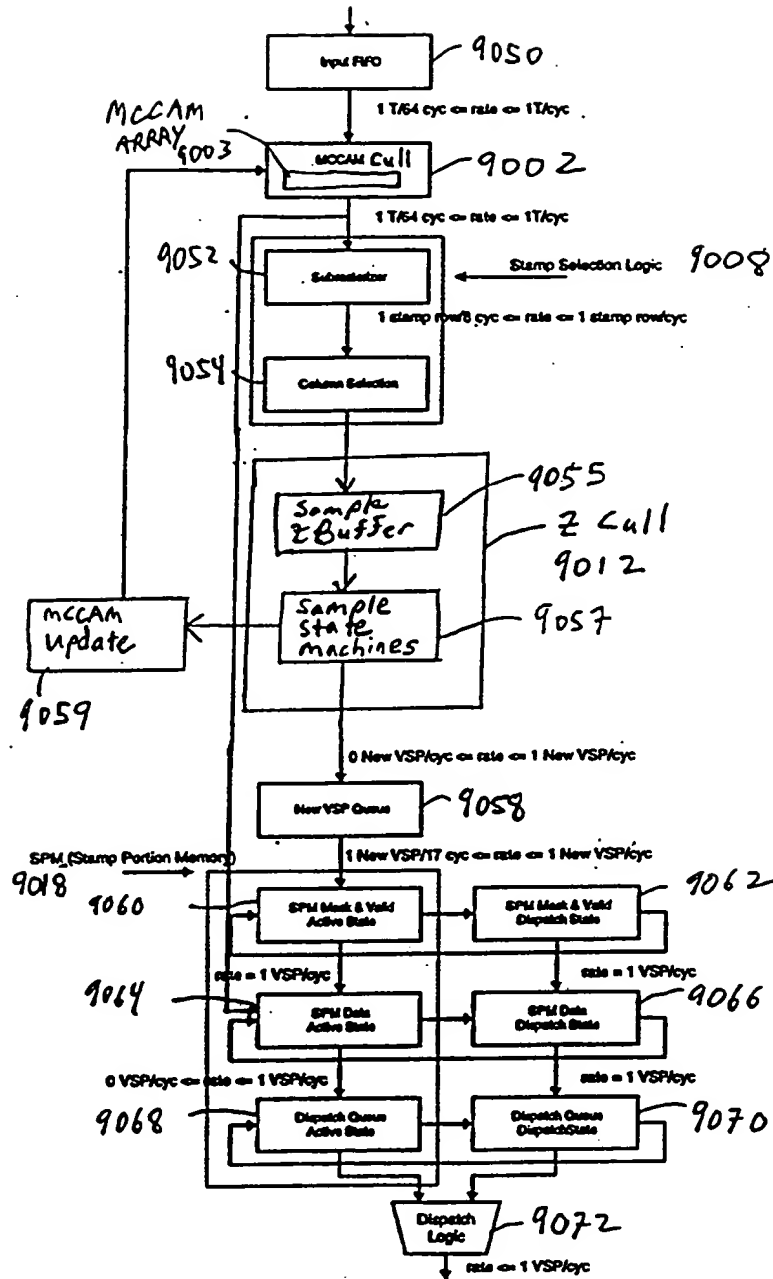 Input FIFO
9050
1 T/64 cyc <= rate <= 1T/cyc
MCCAM
ARRAY
9003
MCCAM Cull
9002
1 T/64 cyc <= rate <= 1T/cyc
9052
Subrasterizer
Stamp Selection Logic
9008
1 stamp row/8 cyc <= rate <= 1 stamp row/cyc
9054
Column Selection
Sample
Z Buffer
9055
Z Cull
9012
MCCAM
Update
9059
Sample
State
machines
9057
0 New VSP/cyc <= rate <= 1 New VSP/cyc
New VSP Queue
9058
SPM (Stamp Portion Memory)
9018
1 New VSP/17 cyc <= rate <= 1 New VSP/cyc
9060
SPM Mask & Valid
Active State
SPM Mask & Valid
Dispatch State
9062
rate = 1 VSP/cyc
rate = 1 VSP/cyc
9064
SPM Data
Active State
SPM Data
Dispatch State
9066
0 VSP/cyc <= rate <= 1 VSP/cyc
rate = 1 VSP/cyc
9068
Dispatch Queue
Active State
Dispatch Queue
DispatchState
9070
Dispatch
Logic
9072
rate <= 1 VSP/cyc